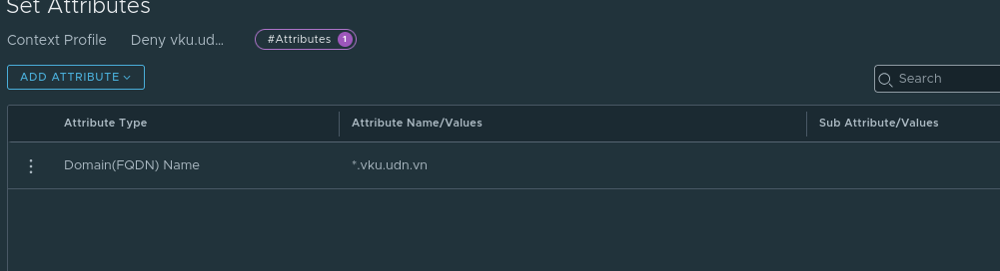 Set Attributes
Context Profile Deny vku.ud... #Attributes 1
ADD ATTRIBUTE
Search
Attribute Type Attribute Name/Values Sub Attribute/Values
Domain(FQDN) Name *.vku.udn.vn